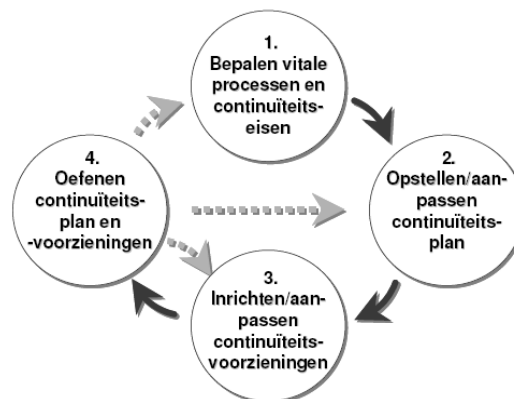 1.
Bepalen vitale
processen en
continuïteits-
eisen
2.
Opstellen/aan-
passen
continuïteits-
plan
3.
Inrichten/aan-
passen
continuïteits-
voorzieningen
4.
Oefenen
continuïteits-
plan en
-voorzieningen